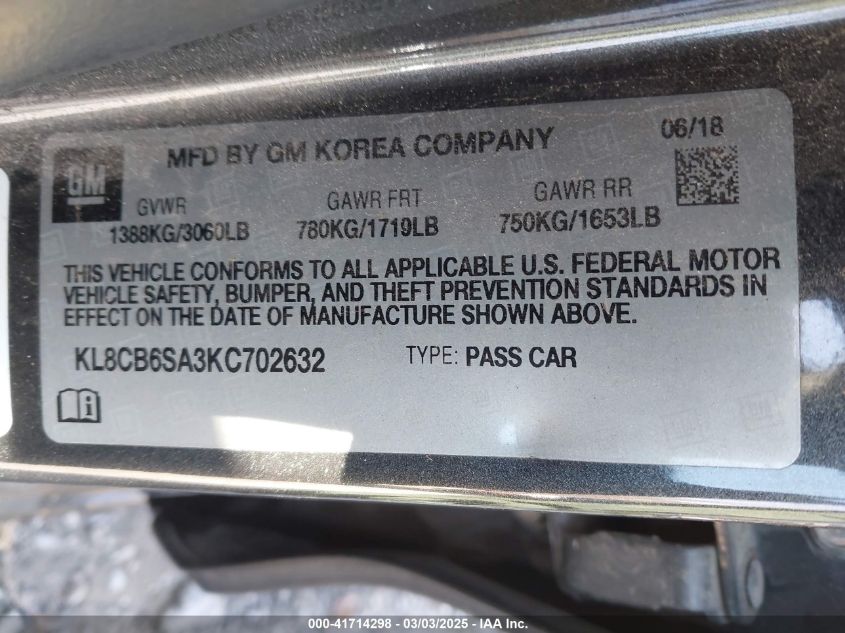 GM
MFD BY GM KOREA COMPANY
06/18
GVWR GAWR FRT GAWR RR
1388KG/3060LB 780KG/1719LB 750KG/1653LB
THIS VEHICLE CONFORMS TO ALL APPLICABLE U.S. FEDERAL MOTOR
VEHICLE SAFETY, BUMPER, AND THEFT PREVENTION STANDARDS IN
EFFECT ON THE DATE OF MANUFACTURE SHOWN ABOVE.
KL8CB6SA3KC702632 TYPE: PASS CAR
000-41714298 - 03/03/2025 - IAA Inc.